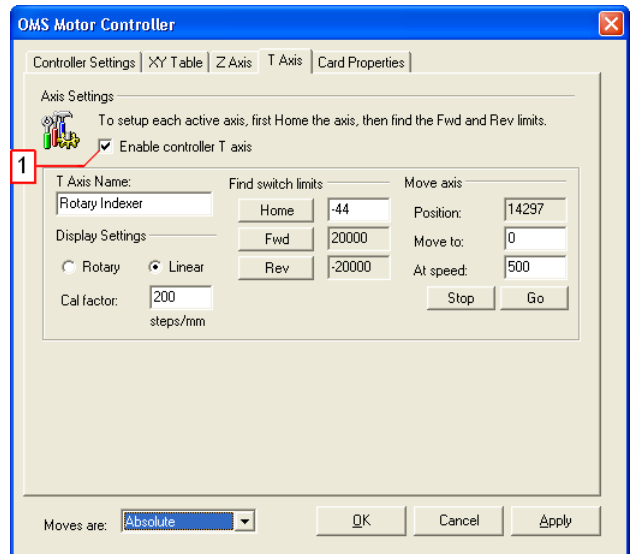 OMS Motor Controller
Controller Settings XY Table Z Axis T Axis Card Properties
Axis Settings
To setup each active axis, first Home the axis, then find the Fwd and Rev limits.
Enable controller T axis
1
T Axis Name:
Rotary Indexer
Display Settings
Rotary Linear
Cal factor: 200
steps/mm
Find switch limits
Home -44
Fwd 20000
Rev -20000
Move axis
Position: 14297
Move to: 0
At speed: 500
Stop Go
Moves are: Absolute
OK Cancel Apply